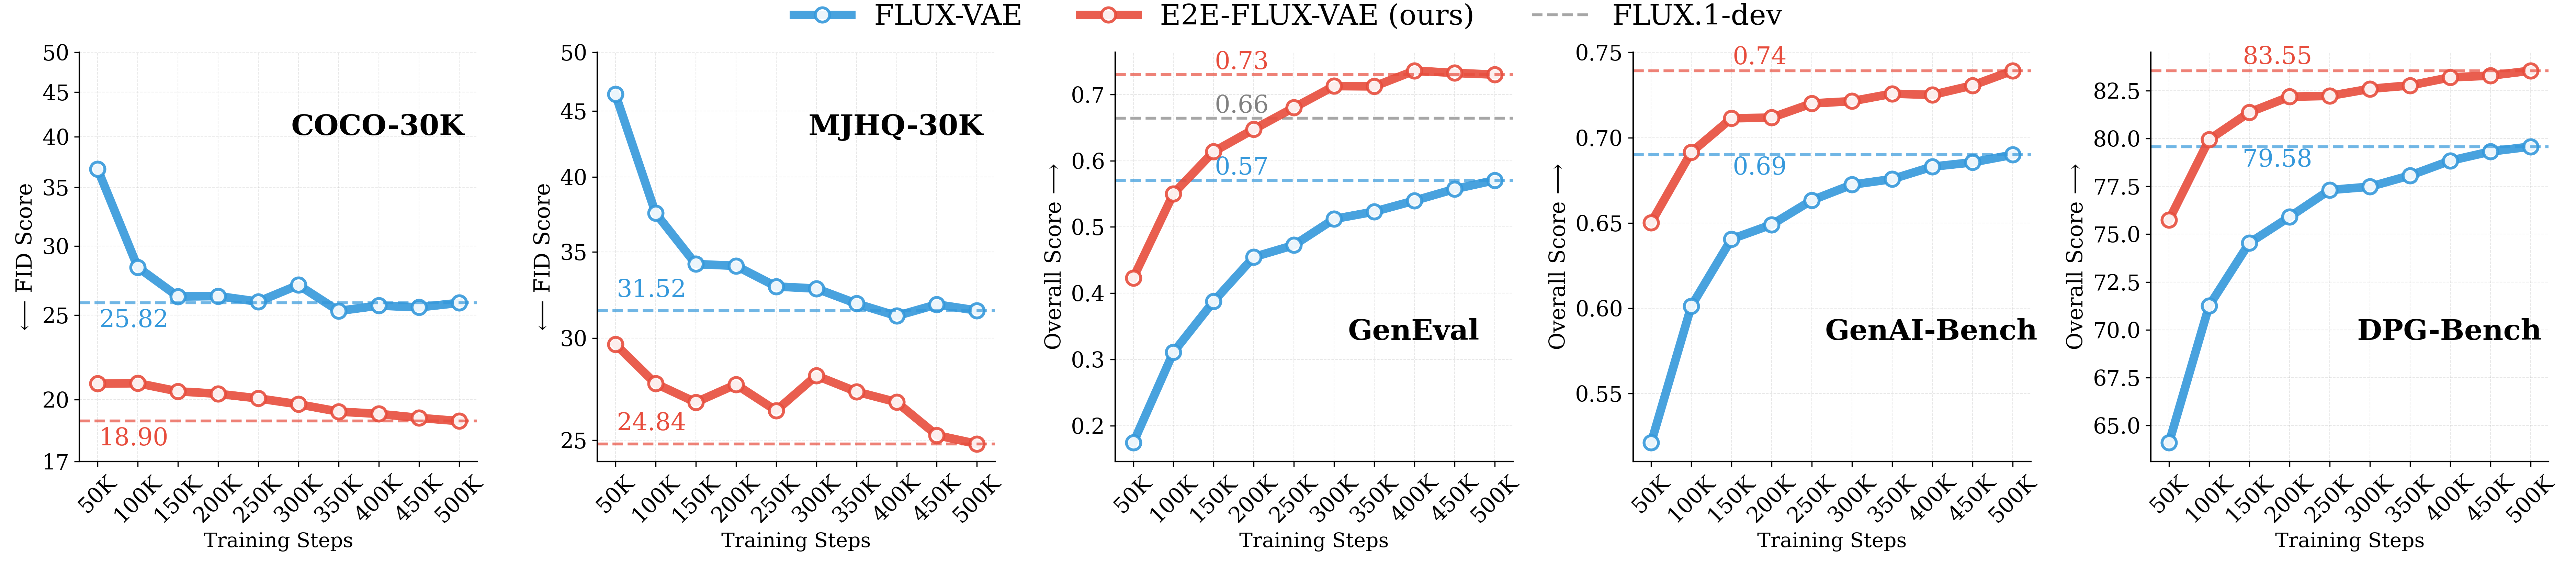 FLUX-VAE
E2E-FLUX-VAE (ours)
FLUX.1-dev
← FID Score
50
45
40
35
30
25
20
17
COCO-30K
25.82
18.90
50K
100K
150K
200K
250K
300K
350K
400K
450K
500K
Training Steps
← FID Score
50
45
40
35
30
25
MJHQ-30K
31.52
24.84
50K
100K
150K
200K
250K
300K
350K
400K
450K
500K
Training Steps
Overall Score →
0.7
0.6
0.5
0.4
0.3
0.2
0.73
0.66
0.57
GenEval
50K
100K
150K
200K
250K
300K
350K
400K
450K
500K
Training Steps
Overall Score →
0.75
0.70
0.65
0.60
0.55
0.74
0.69
GenAI-Bench
50K
100K
150K
200K
250K
300K
350K
400K
450K
500K
Training Steps
Overall Score →
82.5
80.0
77.5
75.0
72.5
70.0
67.5
65.0
83.55
79.58
DPG-Bench
50K
100K
150K
200K
250K
300K
350K
400K
450K
500K
Training Steps